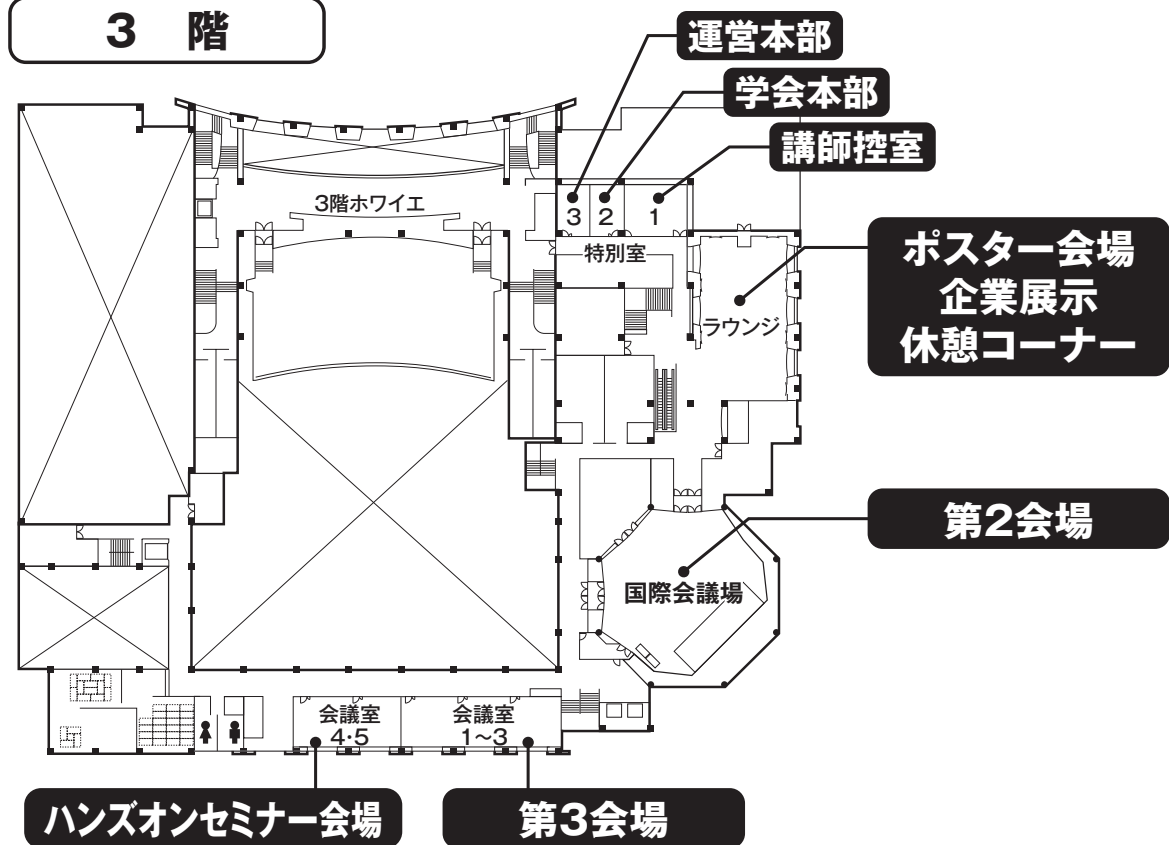 3 階
運営本部
学会本部
講師控室
3階ホワイエ
3
2
1
特別室
ポスター会場
企業展示
休憩コーナー
ラウンジ
第2会場
国際会議場
会議室
4・5
会議室
1~3
ハンズオンセミナー会場
第3会場